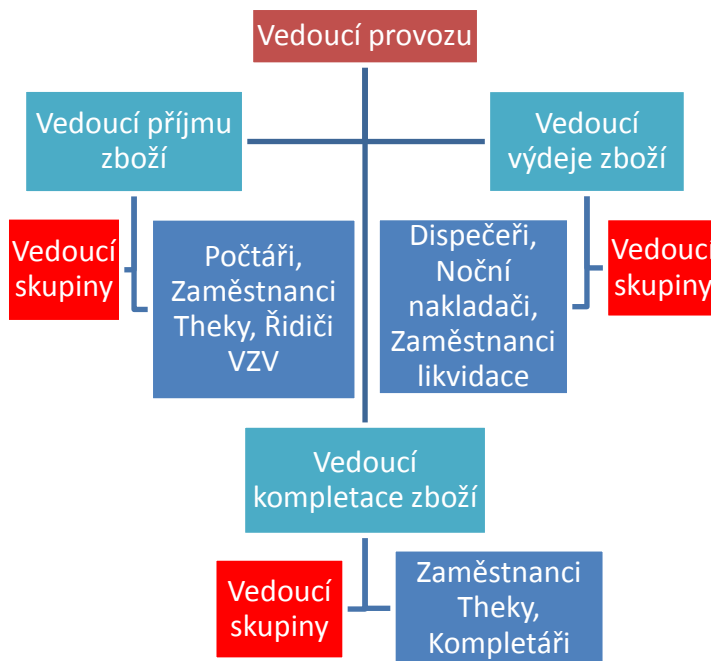 Vedoucí provozu
Vedoucí příjmu
zboží
Vedoucí
výdeje zboží
Vedoucí
skupiny
Počtáři,
Zaměstnanci
Theky, Řidiči
VZV
Dispečeři,
Noční
nakladači,
Zaměstnanci
likvidace
Vedoucí
skupiny
Vedoucí
kompletace zboží
Vedoucí
skupiny
Zaměstnanci
Theky,
Kompletáři